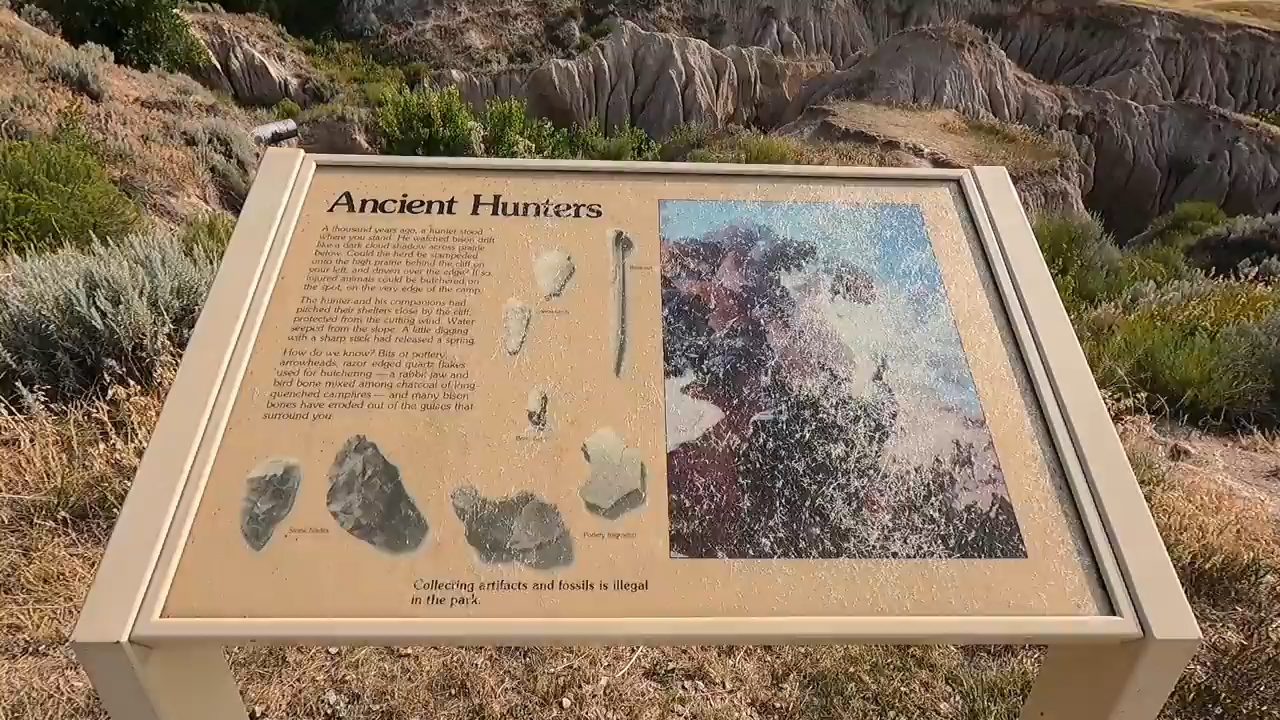 Ancient Hunters
A thousand years ago, a hunter stood
where you stand. He watched bison drift
like a dark cloud shadow across prairie
below. Could the herd be stampeded
onto the high prairie behind the cliff on
your left, and driven over the edge? If so,
injured animals could be butchered on
the spot, on the very edge of the camp.
The hunter and his companions had
pitched their shelters close by the cliff,
protected from the cutting wind. Water
seeped from the slope. A little digging
with a sharp stick had released a spring.
How do we know? Bits of pottery,
arrowheads, razor edged quartz flakes
used for butchering — a rabbit jaw and
bird bone mixed among charcoal of long-
quenched campfires — and many bison
bones have eroded out of the gullies that
surround you.
Stone blades
Pottery fragments
Collecting artifacts and fossils is illegal
in the park.